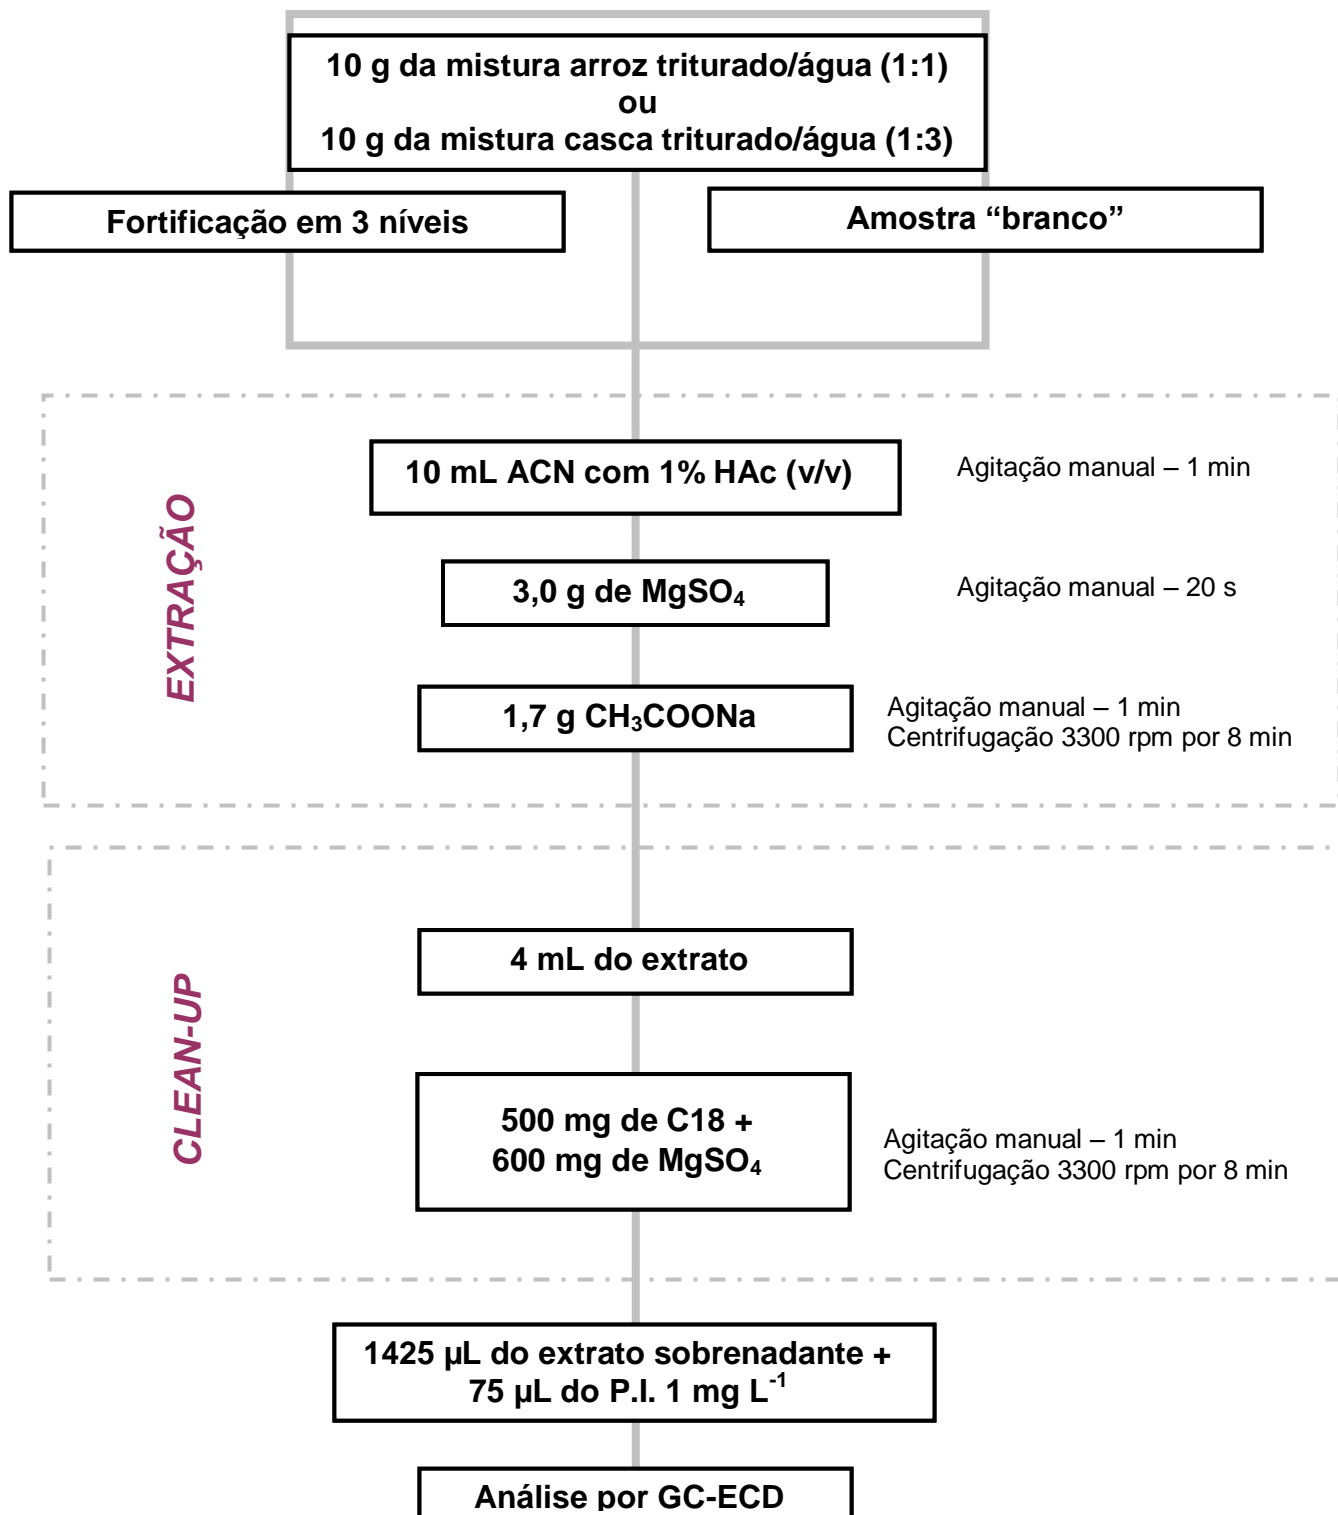 10 g da mistura arroz triturado/água (1:1)
ou
10 g da mistura casca triturado/água (1:3)
Fortificação em 3 níveis
Amostra “branco”
EXTRAÇÃO
10 mL ACN com 1% HAc (v/v)
Agitação manual – 1 min
3,0 g de MgSO₄
Agitação manual – 20 s
1,7 g CH₃COONa
Agitação manual – 1 min
Centrifugação 3300 rpm por 8 min
CLEAN-UP
4 mL do extrato
500 mg de C18 +
600 mg de MgSO₄
Agitação manual – 1 min
Centrifugação 3300 rpm por 8 min
1425 µL do extrato sobrenadante +
75 µL do P.I. 1 mg L⁻¹
Análise por GC-ECD